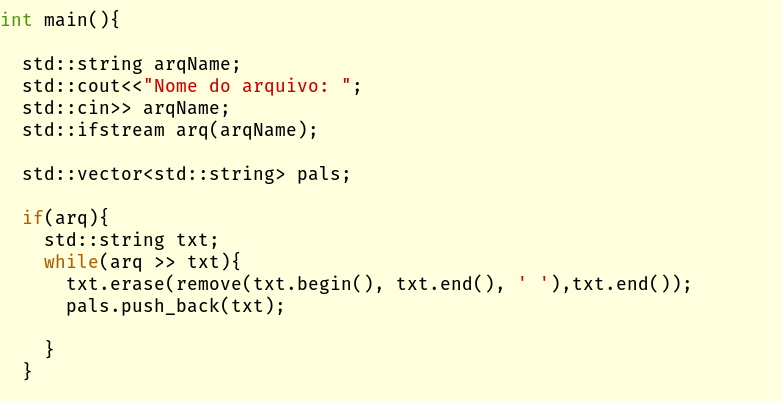 int main(){
std::string arqName;
std::cout<<"Nome do arquivo: ";
std::cin>> arqName;
std::ifstream arq(arqName);
std::vector<std::string> pals;
if(arq){
std::string txt;
while(arq >> txt){
txt.erase(remove(txt.begin(), txt.end(), ' '),txt.end());
pals.push_back(txt);
}
}